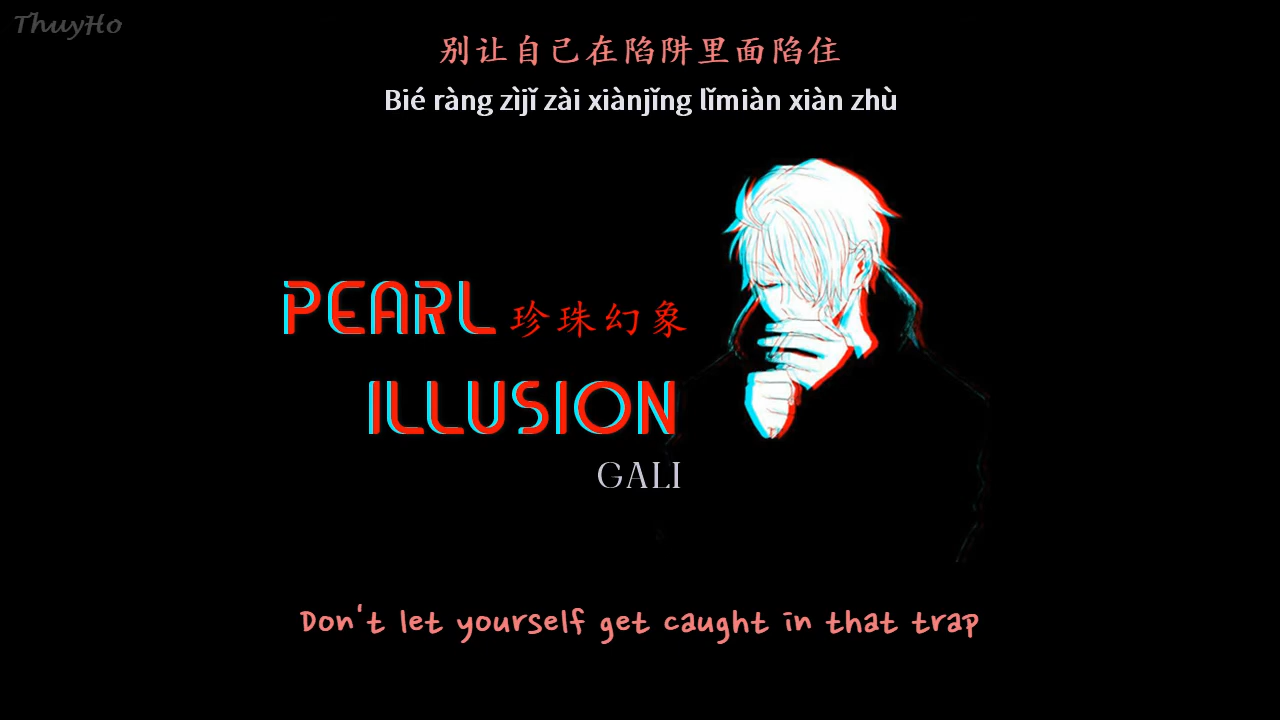 ThuyHo
别让自己在陷阱里面陷住
Bié ràng zìjǐ zài xiànjǐng lǐmiàn xiàn zhù
PEARL 珍珠幻象
ILLUSION
GALI
Don't let yourself get caught in that trap